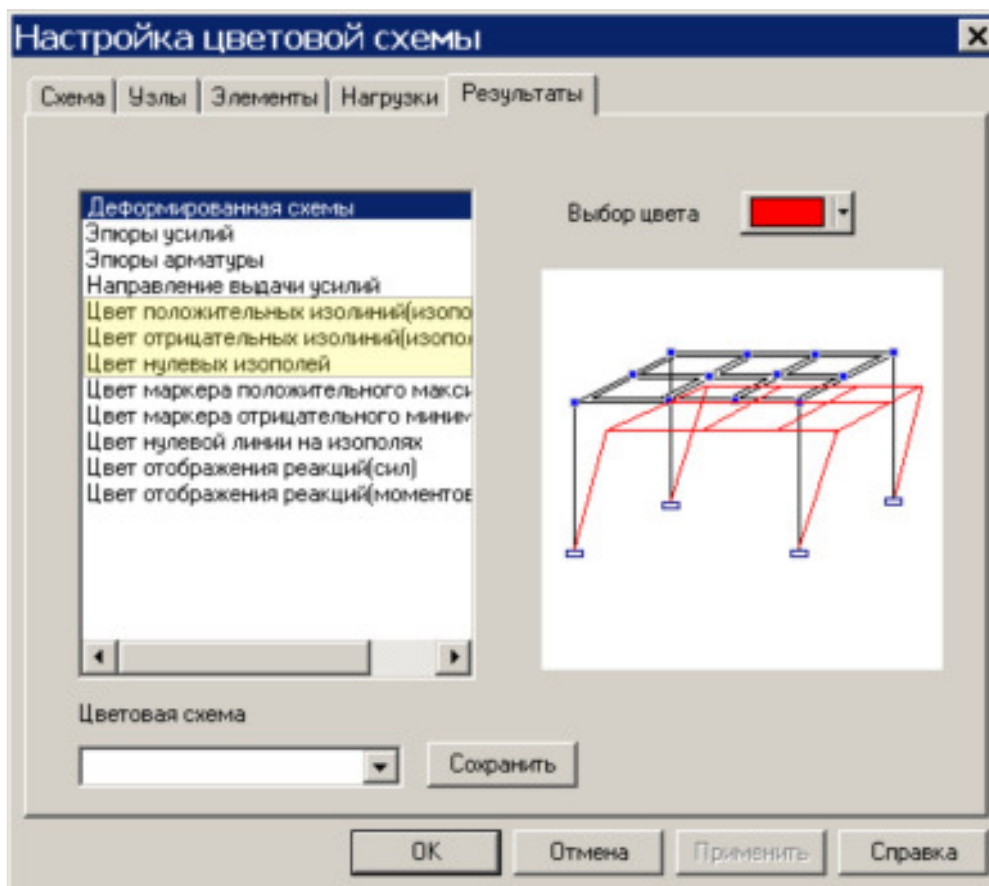 Настройка цветовой схемы
Схема Узлы Элементы Нагрузки Результаты
Деформированная схемы
Выбор цвета
Эпюры усилий
Эпюры арматуры
Направление выдачи усилий
Цвет положительных изолиний(изопо
Цвет отрицательных изолиний(изопо
Цвет нулевых изополей
Цвет маркера положительного макси
Цвет маркера отрицательного миним
Цвет нулевой линии на изополях
Цвет отображения реакций(сил)
Цвет отображения реакций(моментов
Цветовая схема
Сохранить
ОК Отмена Применить Справка